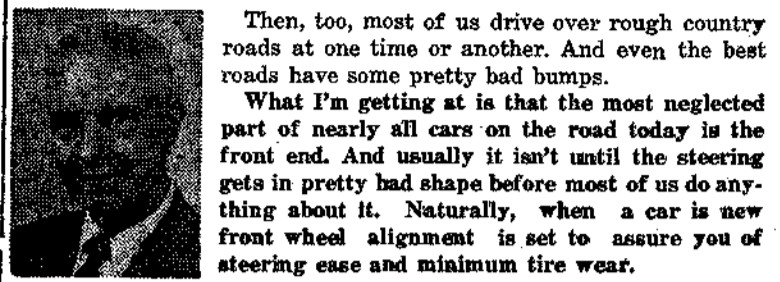 Then, too, most of us drive over rough country
roads at one time or another. And even the best
roads have some pretty bad bumps.
What I'm getting at is that the most neglected
part of nearly all cars on the road today is the
front end. And usually it isn't until the steering
gets in pretty bad shape before most of us do any-
thing about it. Naturally, when a car is new
front wheel alignment is set to assure you of
steering ease and minimum tire wear.